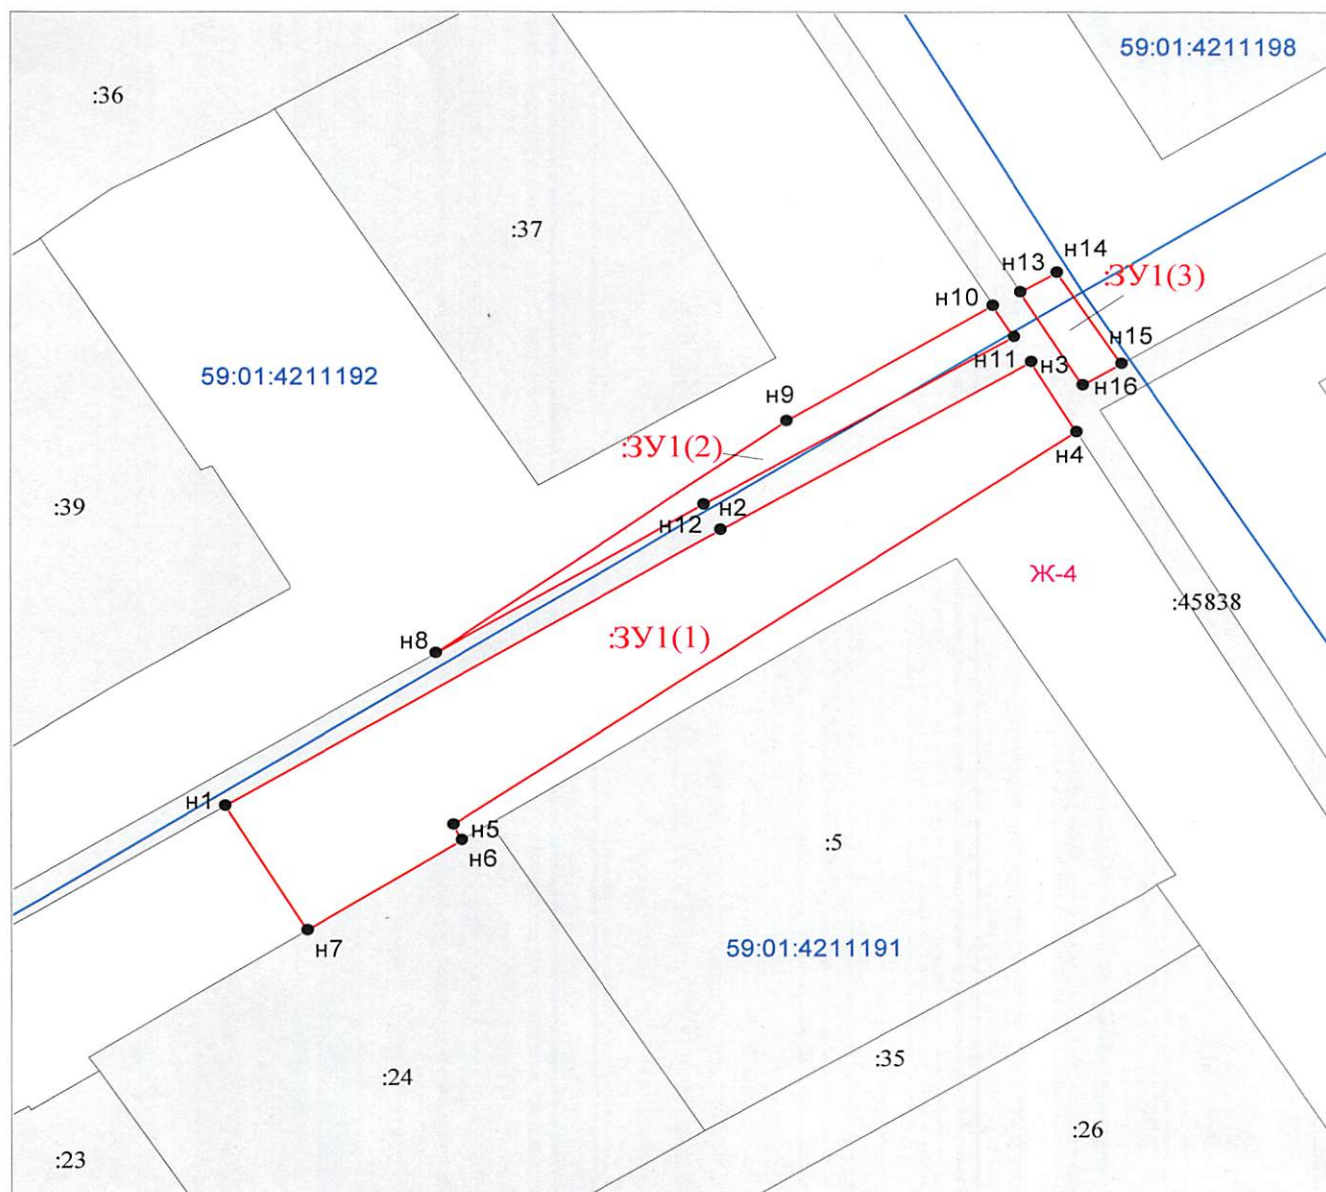 59:01:4211198
:36
:37
н14
н13
:ЗУ1(3)
н10
н15
н11
н3
н16
59:01:4211192
н9
н4
:ЗУ1(2)
:39
н2
н12
Ж-4
:45838
н8
:ЗУ1(1)
н1
н5
н6
:5
н7
59:01:4211191
:35
:24
:26
:23